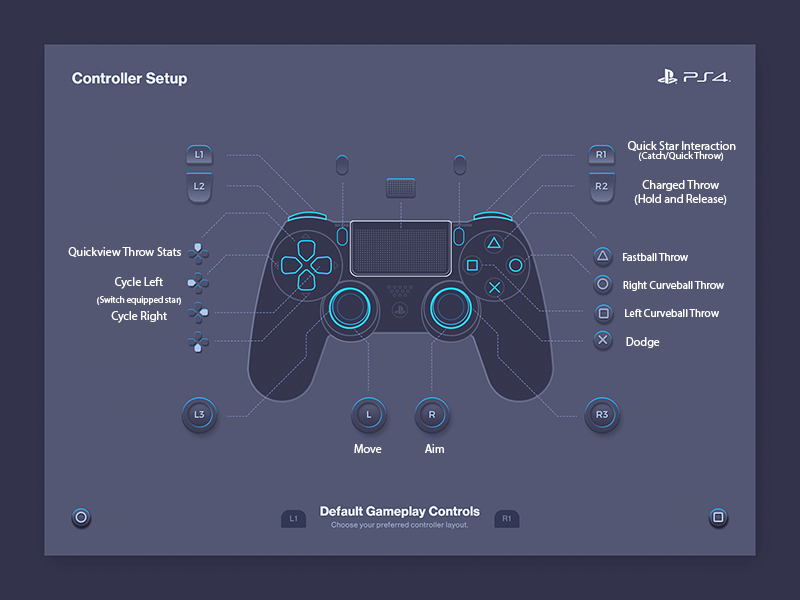 Controller Setup
PS4
L1
R1
Quick Star Interaction
(Catch/Quick Throw)
L2
R2
Charged Throw
(Hold and Release)
Quickview Throw Stats
Fastball Throw
Cycle Left
Right Curveball Throw
(Switch equipped star)
Cycle Right
Left Curveball Throw
Dodge
L3
L
R
R3
Move
Aim
L1
Default Gameplay Controls
R1
Choose your preferred controller layout.